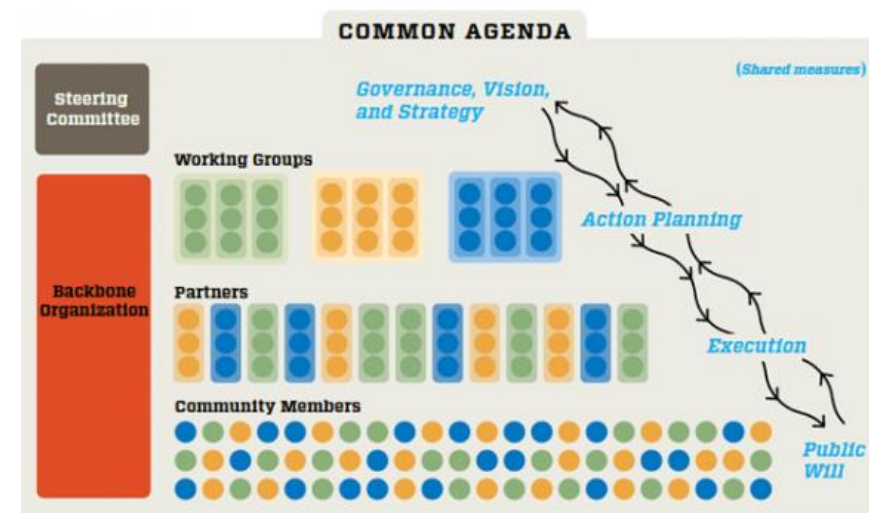 COMMON AGENDA
(Shared measures)
Steering
Committee
Governance, Vision,
and Strategy
Working Groups
Action Planning
Backbone
Organization
Partners
Execution
Community Members
Public
Will